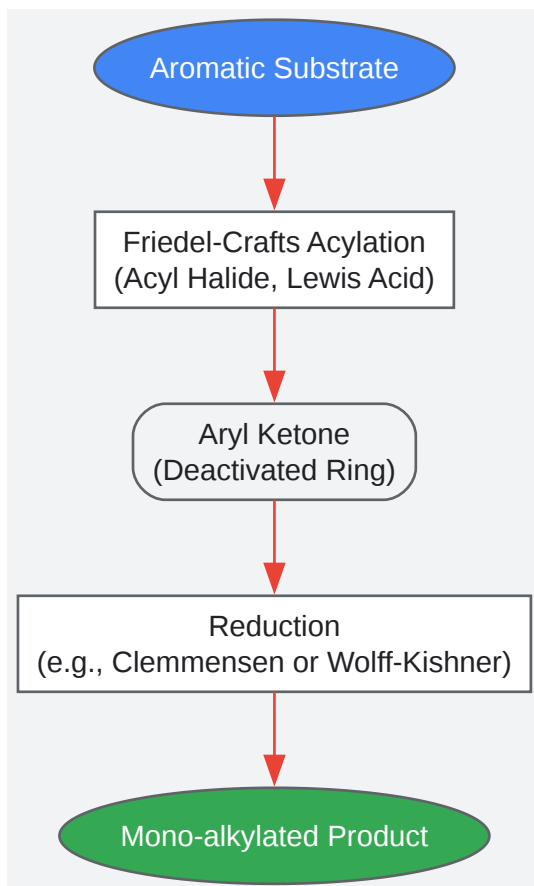 Aromatic Substrate
Friedel-Crafts Acylation
(Acyl Halide, Lewis Acid)
Aryl Ketone
(Deactivated Ring)
Reduction
(e.g., Clemmensen or Wolff-Kishner)
Mono-alkylated Product